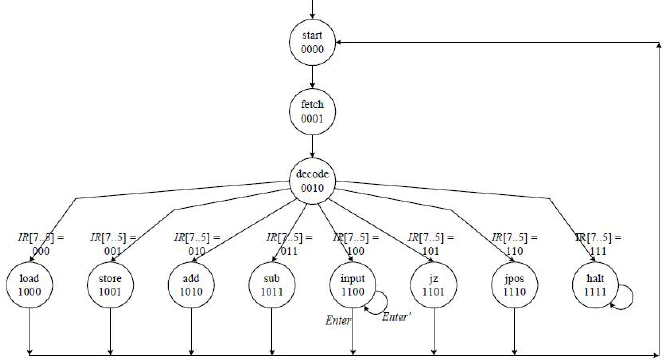 start
0000
fetch
0001
decode
0010
IR[7..5] = IR[7..5] = IR[7..5] = IR[7..5] = IR[7..5] = IR[7..5] = IR[7..5] = IR[7..5] =
000 001 010 011 100 101 110 111
load store add sub input jz jpos halt
1000 1001 1010 1011 1100 1101 1110 1111
Enter Enter'